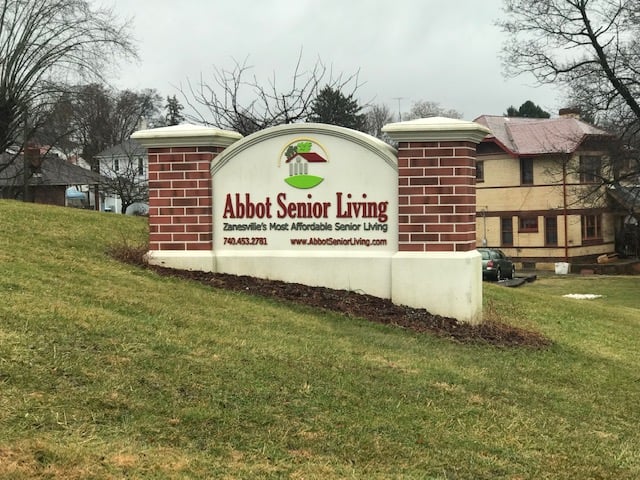 Abbot Senior Living
Zanesville's Most Affordable Senior Living
740.453.2781 www.AbbotSeniorLiving.com